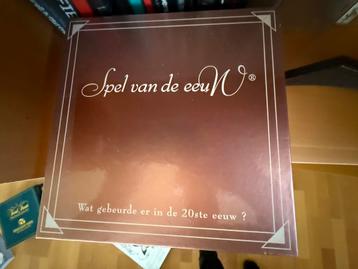 Spel van de eeuW®
Wat gebeurde er in de 20ste eeuw ?